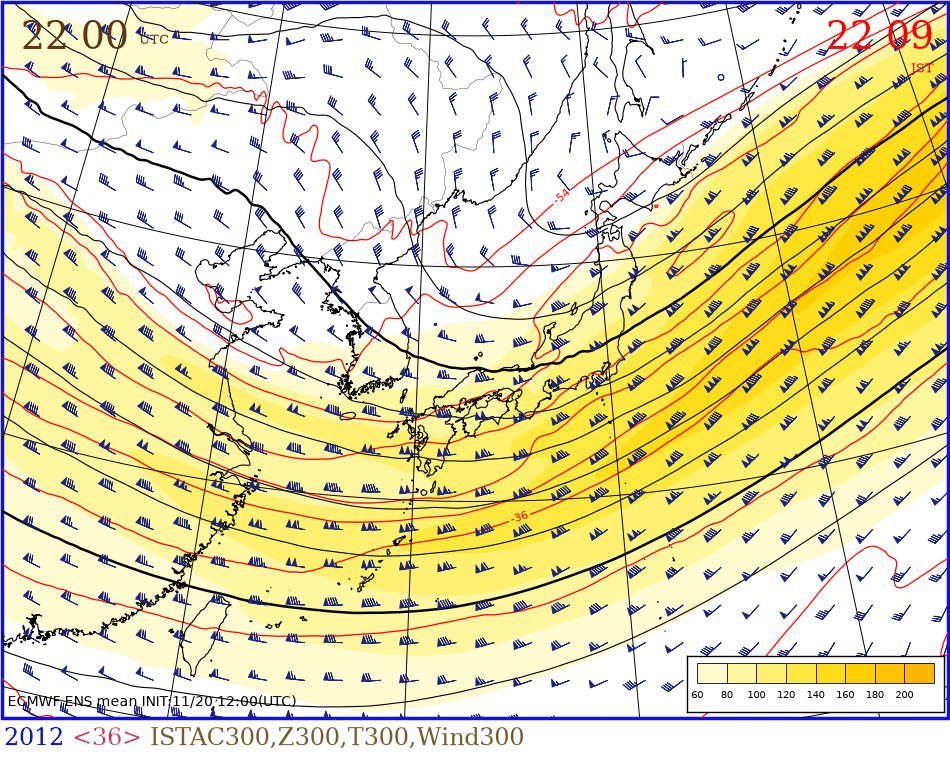 22 00 UTC
22 09 JST
-54
-36
60 80 100 120 140 160 180 200
ECMWF ENS mean INIT:11/20 12:00(UTC)
2012 <36> ISTAC300,Z300,T300,Wind300